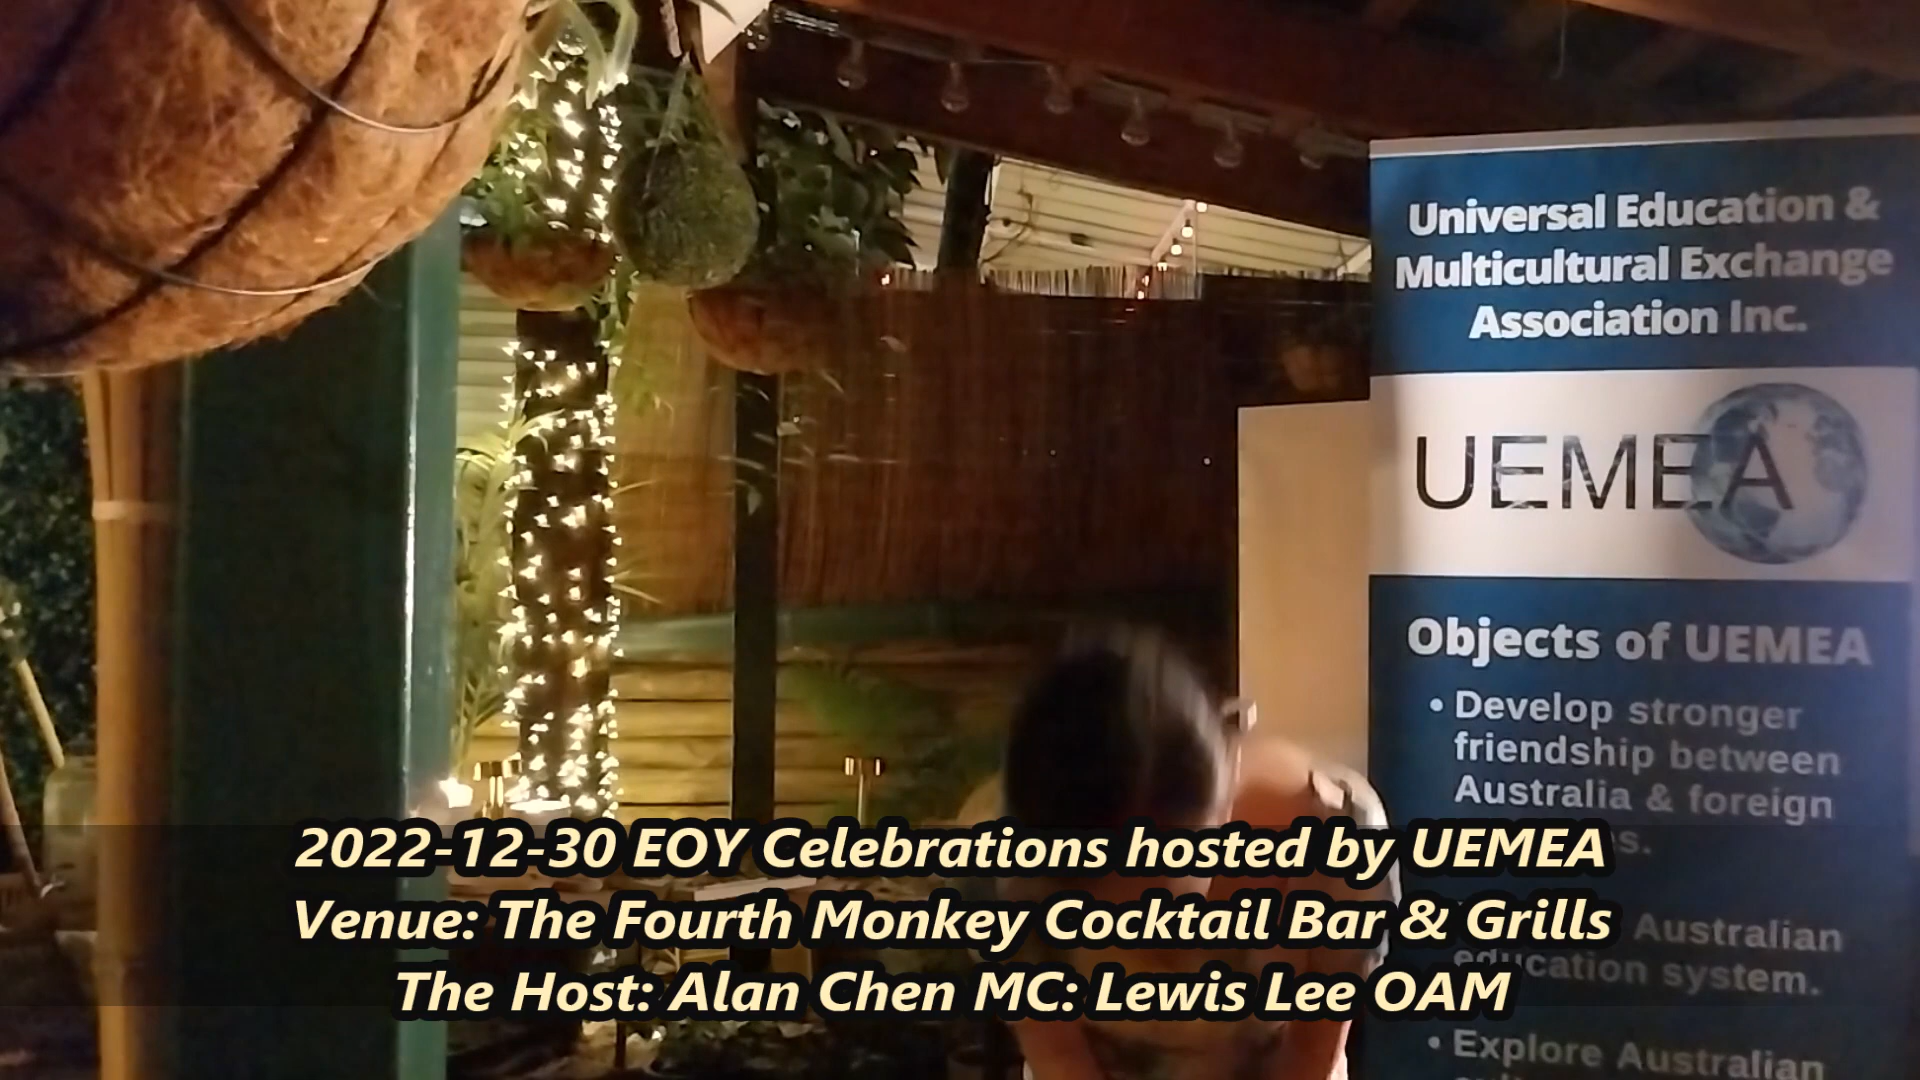 Universal Education &
Multicultural Exchange
Association Inc.
UEMEA
Objects of UEMEA
• Develop stronger
friendship between
Australia & foreign
Australian
education system.
• Explore Australian
2022-12-30 EOY Celebrations hosted by UEMEA
Venue: The Fourth Monkey Cocktail Bar & Grills
The Host: Alan Chen MC: Lewis Lee OAM